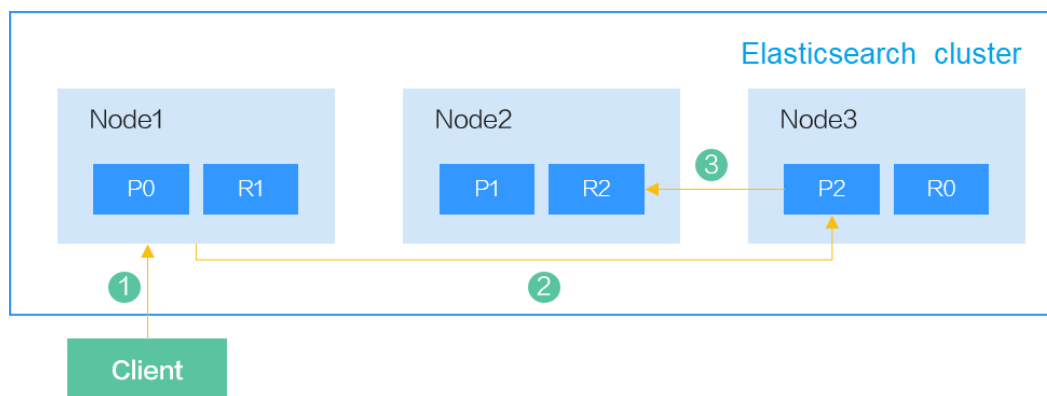 Elasticsearch cluster
Node1
Node2
Node3
P0
R1
P1
R2
3
P2
R0
1
2
Client